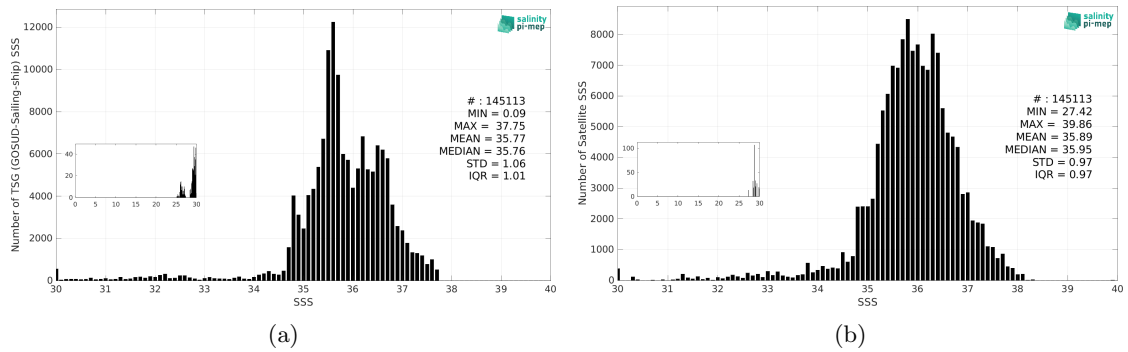 salinity
pi-mep
Number of TSG (GOSUD-Sailing-ship) SSS
12000
10000
8000
6000
4000
2000
0
# : 145113
MIN = 0.09
MAX = 37.75
MEAN = 35.77
MEDIAN = 35.76
STD = 1.06
IQR = 1.01
40
20
0
0 5 10 15 20 25 30
30 31 32 33 34 35 36 37 38 39 40
SSS
(a)
salinity
pi-mep
Number of Satellite SSS
8000
7000
6000
5000
4000
3000
2000
1000
0
# : 145113
MIN = 27.42
MAX = 39.86
MEAN = 35.89
MEDIAN = 35.95
STD = 0.97
IQR = 0.97
100
50
0
0 5 10 15 20 25 30
30 31 32 33 34 35 36 37 38 39 40
SSS
(b)